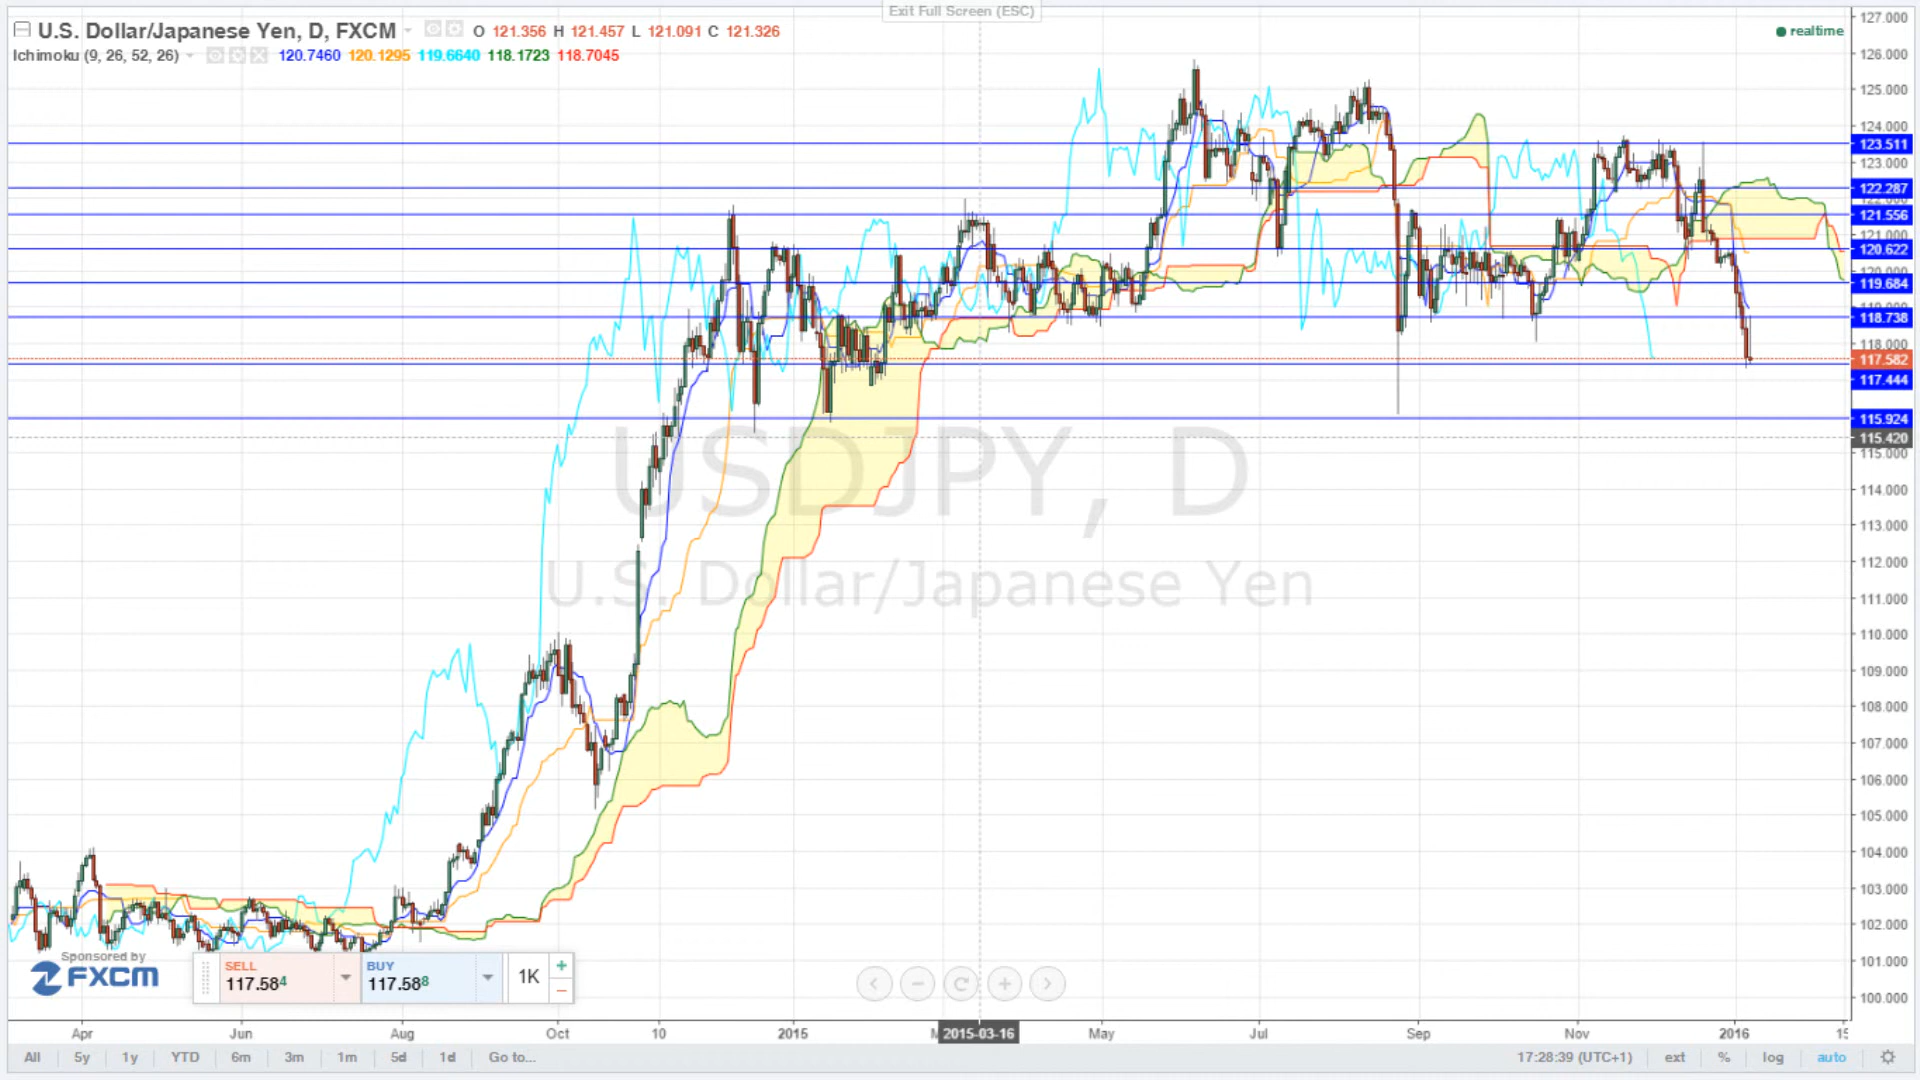 Exit Full Screen (ESC)
U.S. Dollar/Japanese Yen, D, FXCM O 121.356 H 121.457 L 121.091 C 121.326
Ichimoku (9, 26, 52, 26) 120.7460 120.1295 119.6640 118.1723 118.7045
realtime
127.000
126.000
125.000
124.000
123.511
123.000
122.287
121.556
121.000
120.622
120.000
119.684
118.738
118.000
117.582
117.444
115.924
115.420
115.000
114.000
113.000
112.000
111.000
110.000
109.000
108.000
107.000
106.000
105.000
104.000
103.000
102.000
101.000
100.000
USDJPY, D
U.S. Dollar/Japanese Yen
Sponsored by
FXCM
SELL
117.584
BUY
117.588
1K
Apr Jun Aug Oct 10 2015 2015-03-16 May Jul Sep Nov 2016 15
All 5y 1y YTD 6m 3m 1m 5d 1d Go to... 17:28:39 (UTC+1) ext % log auto